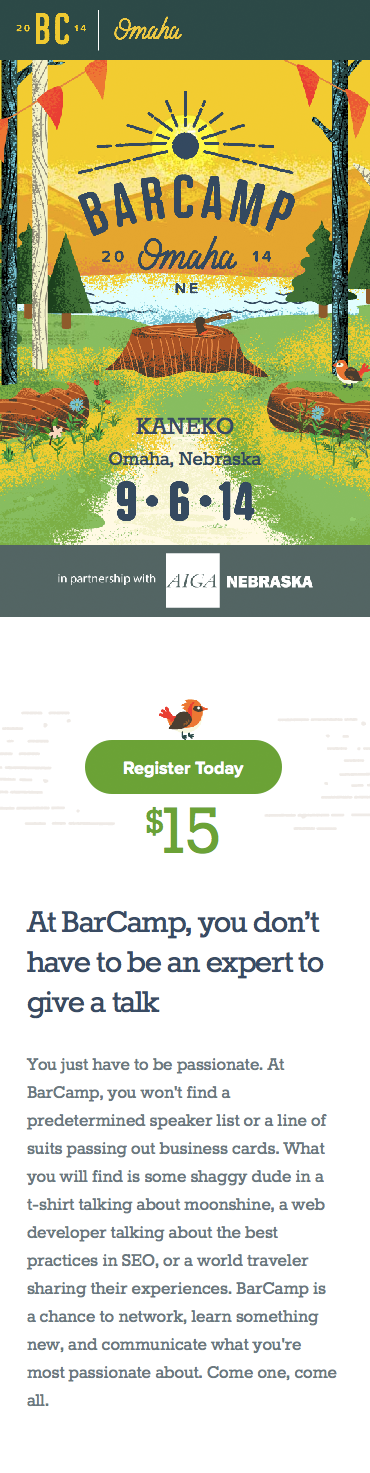 20 BC 14 Omaha
BARCAMP
20 Omaha 14
NE
KANEKO
Omaha, Nebraska
9•6•14
in partnership with AIGA NEBRASKA
Register Today
$15
At BarCamp, you don’t
have to be an expert to
give a talk
You just have to be passionate. At
BarCamp, you won't find a
predetermined speaker list or a line of
suits passing out business cards. What
you will find is some shaggy dude in a
t-shirt talking about moonshine, a web
developer talking about the best
practices in SEO, or a world traveler
sharing their experiences. BarCamp is
a chance to network, learn something
new, and communicate what you're
most passionate about. Come one, come
all.